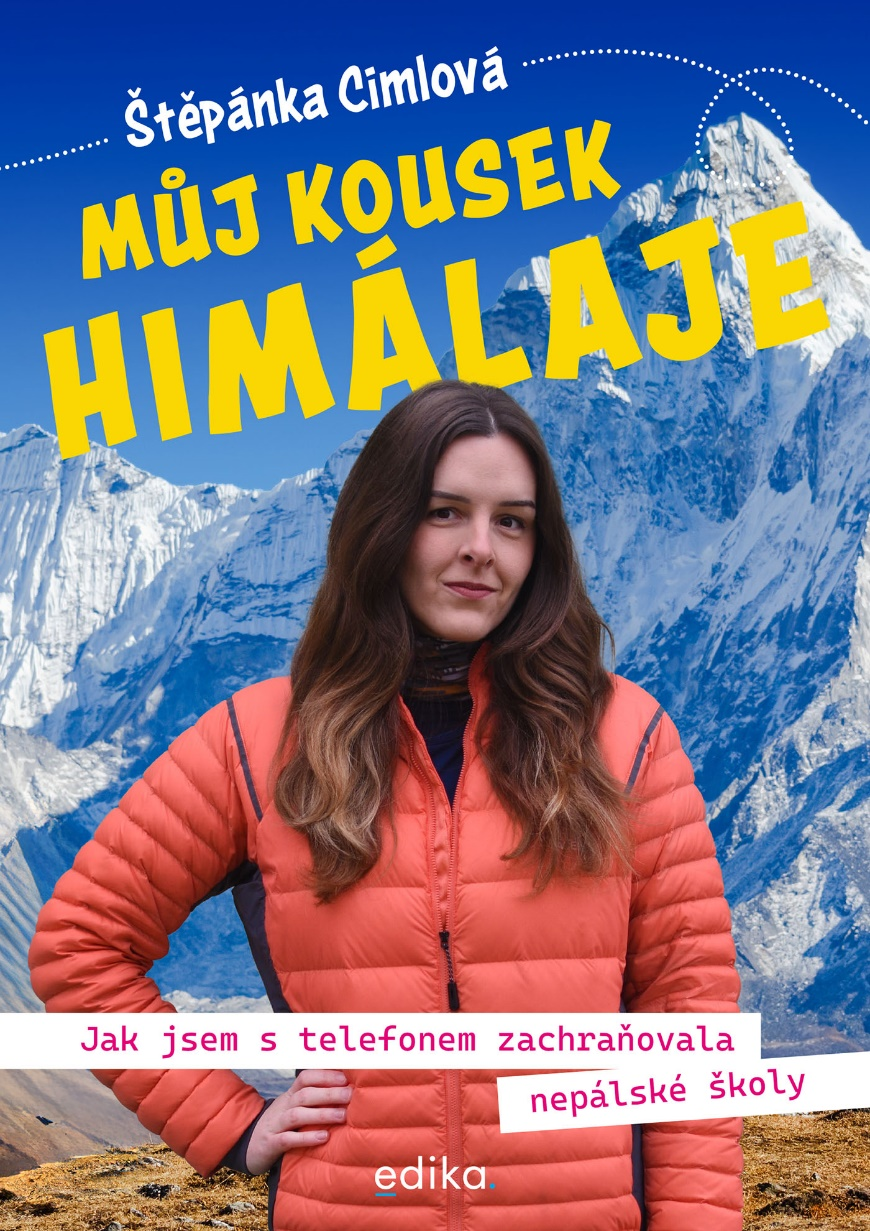 Štěpánka Cimlová
MŮJ KOUSEK
HIMÁLAJE
Jak jsem s telefonem zachraňovala
nepálské školy
edika.